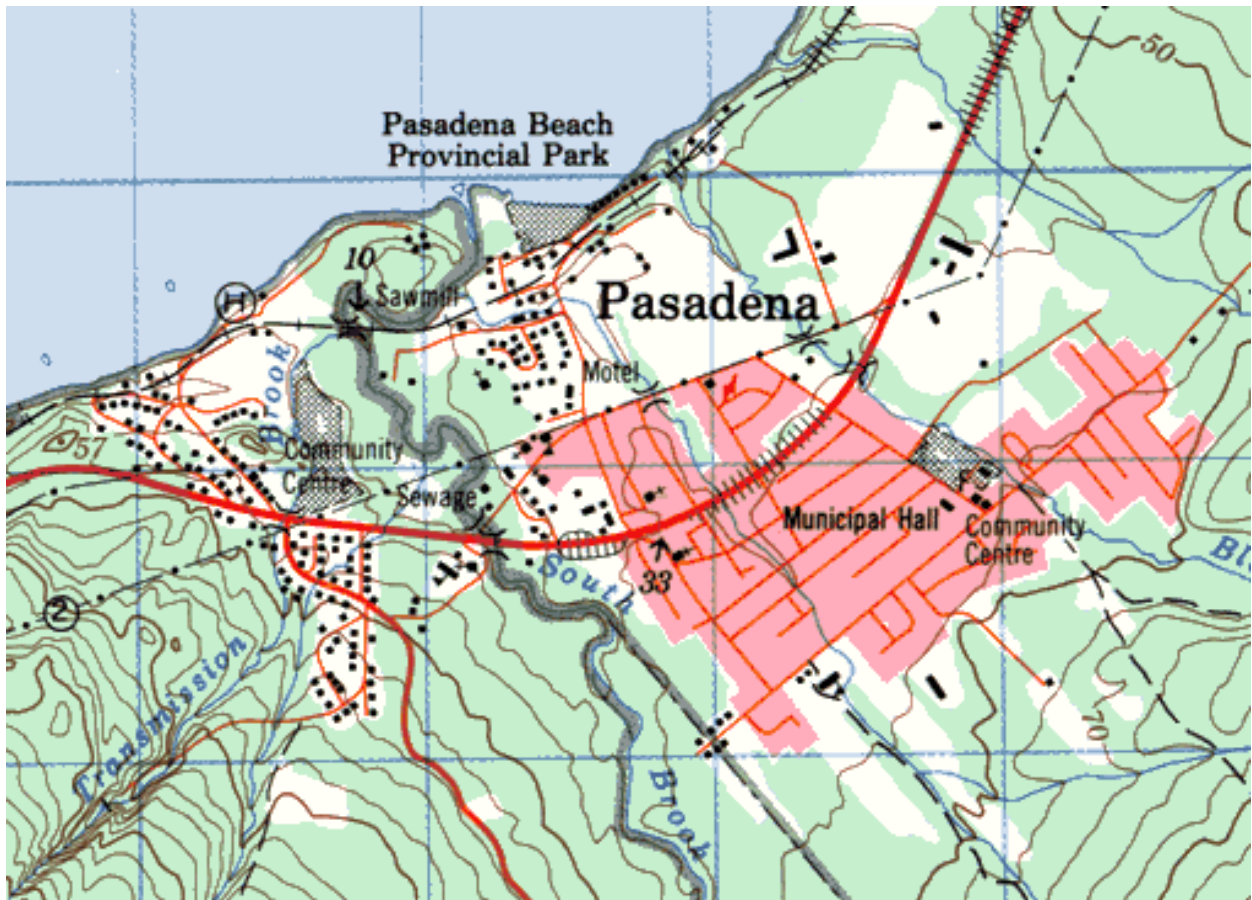 50
Pasadena Beach
Provincial Park
10
H
Sawmill
Pasadena
Brook
Motel
57
Community
Centre
Sewage
Municipal Hall
Community
Centre
South
33
2
Transmission
70
Brook